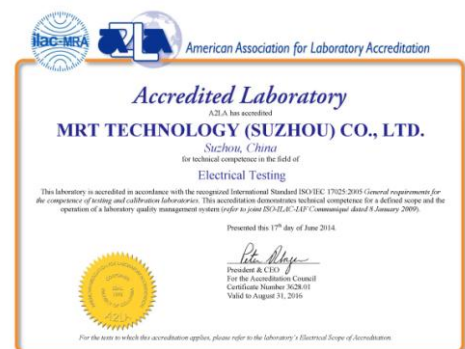 ilac-MRA
A2LA
American Association for Laboratory Accreditation
Accredited Laboratory
A2LA has accredited
MRT TECHNOLOGY (SUZHOU) CO., LTD.
Suzhou, China
for technical competence in the field of
Electrical Testing
This laboratory is accredited in accordance with the recognized International Standard ISO/IEC 17025:2005 General requirements for
the competence of testing and calibration laboratories. This accreditation demonstrates technical competence for a defined scope and the
operation of a laboratory quality management system (refer to joint ISO-ILAC-IAF Communiqué dated 8 January 2009).
Presented this 17th day of June 2014.
President & CEO
For the Accreditation Council
Certificate Number 3628.01
Valid to August 31, 2016
A2LA
For the tests to which this accreditation applies, please refer to the laboratory's Electrical Scope of Accreditation.